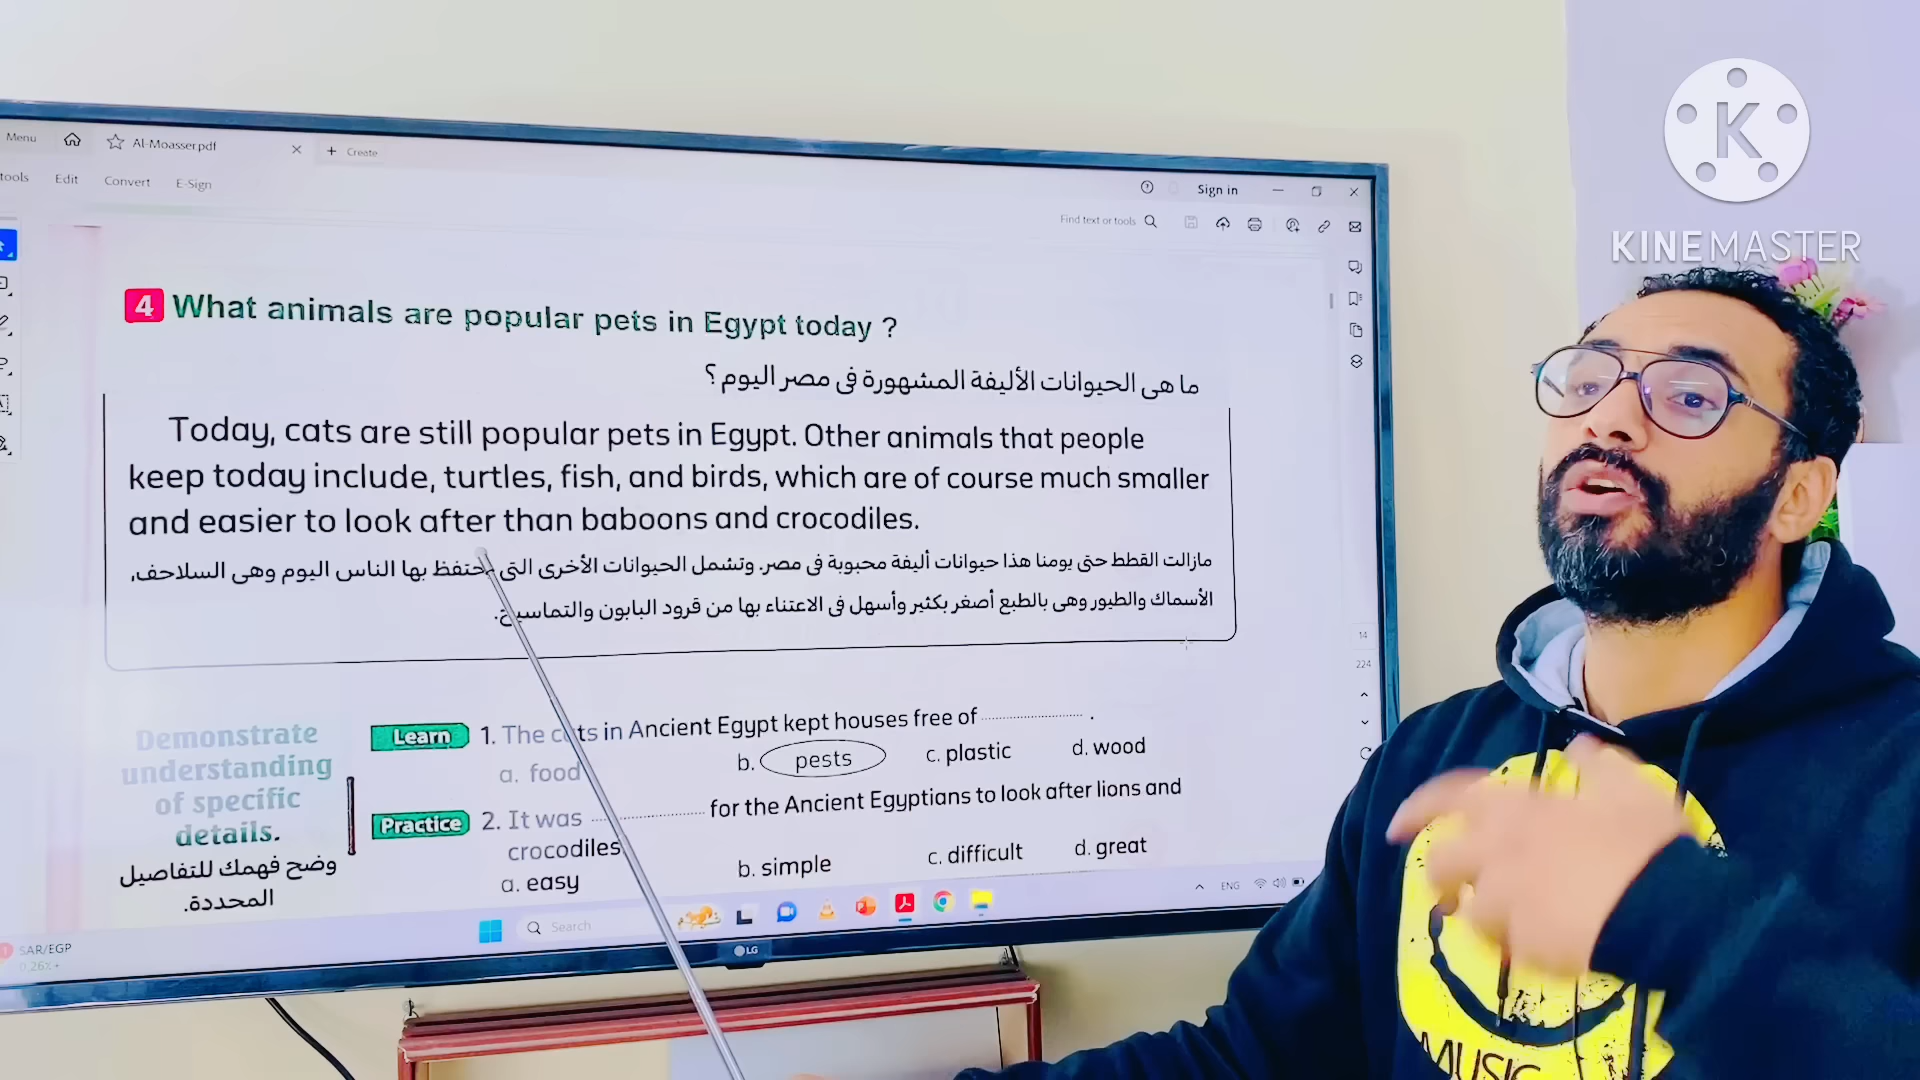 Menu
Al-Moasser.pdf
+ Create
tools Edit Convert E-Sign
Sign in
Find text or tools
4 What animals are popular pets in Egypt today ?
ما هى الحيوانات الأليفة المشهورة فى مصر اليوم؟
Today, cats are still popular pets in Egypt. Other animals that people
keep today include, turtles, fish, and birds, which are of course much smaller
and easier to look after than baboons and crocodiles.
مازالت القطط حتى يومنا هذا حيوانات أليفة محبوبة فى مصر. وتشمل الحيوانات الأخرى التى يحتفظ بها الناس اليوم وهى السلاحف،
الأسماك والطيور وهى بالطبع أصغر بكثير وأسهل فى الاعتناء بها من قرود البابون والتماسيح.
14
224
Demonstrate
understanding
of specific
details.
وضح فهمك للتفاصيل
المحددة.
Learn 1. The cats in Ancient Egypt kept houses free of .................... .
a. food b. pests c. plastic d. wood
Practice 2. It was .................... for the Ancient Egyptians to look after lions and
crocodiles
a. easy b. simple c. difficult d. great
SAR/EGP
0.26%
Search
ENG
LG
K
KINEMASTER
MUSIC